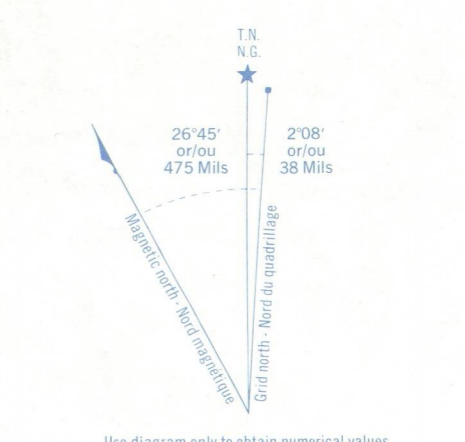 T.N.
N.G.
26°45'
or/ou
475 Mils
2°08'
or/ou
38 Mils
Magnetic north - Nord magnétique
Grid north - Nord du quadrillage
Use diagram only to obtain numerical values